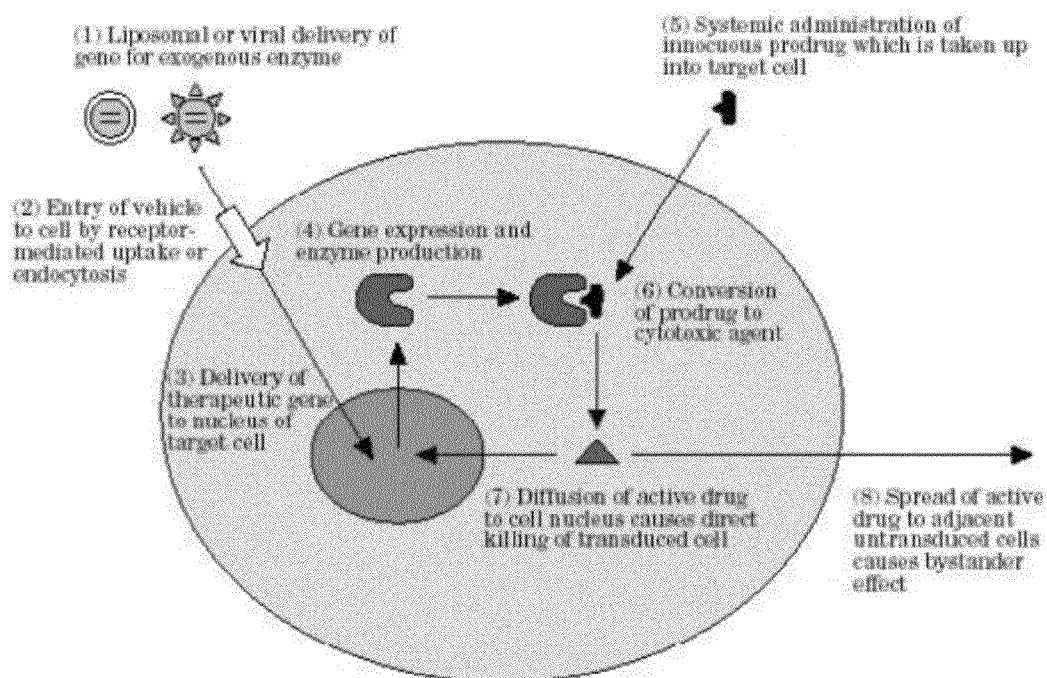 (1) Liposomal or viral delivery of
gene for exogenous enzyme
(2) Entry of vehicle
to cell by receptor-
mediated uptake or
endocytosis
(3) Delivery of
therapeutic gene
to nucleus of
target cell
(4) Gene expression and
enzyme production
(5) Systemic administration of
innocuous prodrug which is taken up
into target cell
(6) Conversion
of prodrug to
cytotoxic agent
(7) Diffusion of active drug
to cell nucleus causes direct
killing of transduced cell
(8) Spread of active
drug to adjacent
untransduced cells
causes bystander
effect